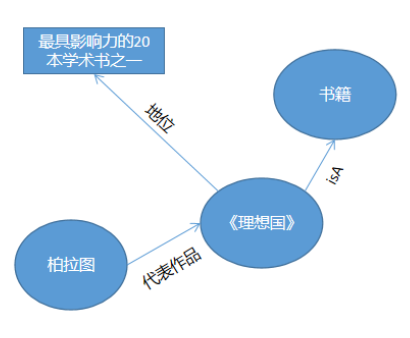 最具影响力的20
本学术书之一
书籍
地位
isA
《理想国》
柏拉图
代表作品